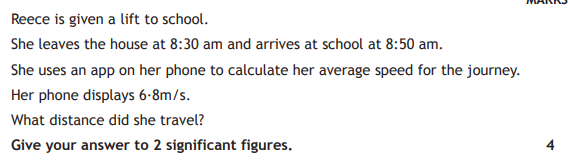 MARKS
Reece is given a lift to school.
She leaves the house at 8:30 am and arrives at school at 8:50 am.
She uses an app on her phone to calculate her average speed for the journey.
Her phone displays 6·8m/s.
What distance did she travel?
Give your answer to 2 significant figures. 4